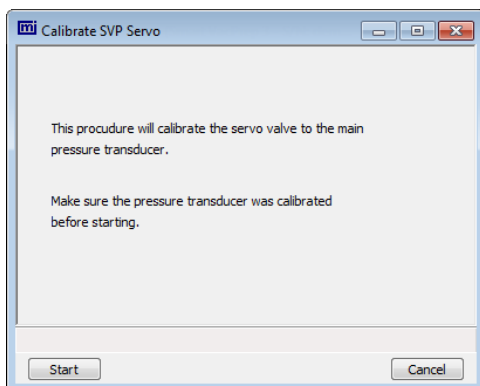 mi Calibrate SVP Servo
This procudure will calibrate the servo valve to the main
pressure transducer.
Make sure the pressure transducer was calibrated
before starting.
Start Cancel